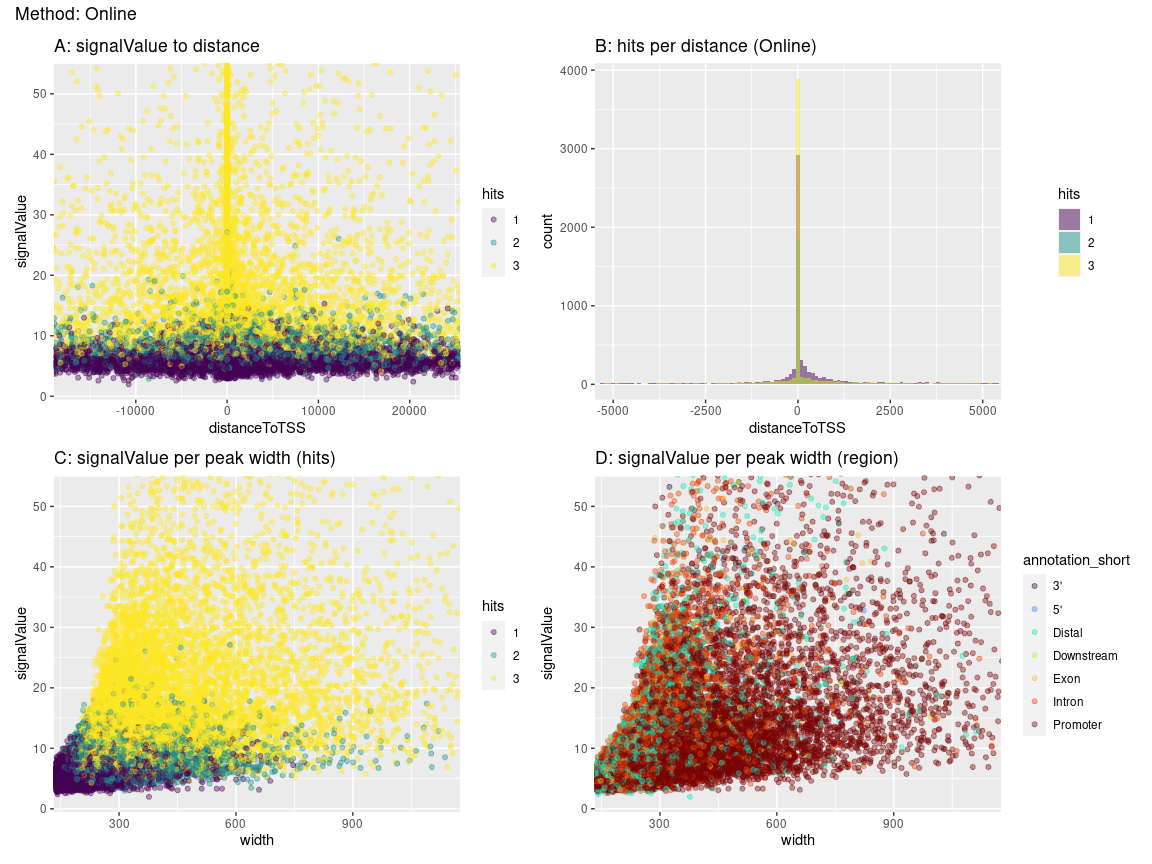 Method: Online
A: signalValue to distance
signalValue
50
40
30
20
10
0
-10000
0
10000
20000
distanceToTSS
hits
1
2
3
B: hits per distance (Online)
count
4000
3000
2000
1000
0
-5000
-2500
0
2500
5000
distanceToTSS
hits
1
2
3
C: signalValue per peak width (hits)
signalValue
50
40
30
20
10
0
300
600
900
width
hits
1
2
3
D: signalValue per peak width (region)
signalValue
50
40
30
20
10
0
300
600
900
width
annotation_short
3'
5'
Distal
Downstream
Exon
Intron
Promoter